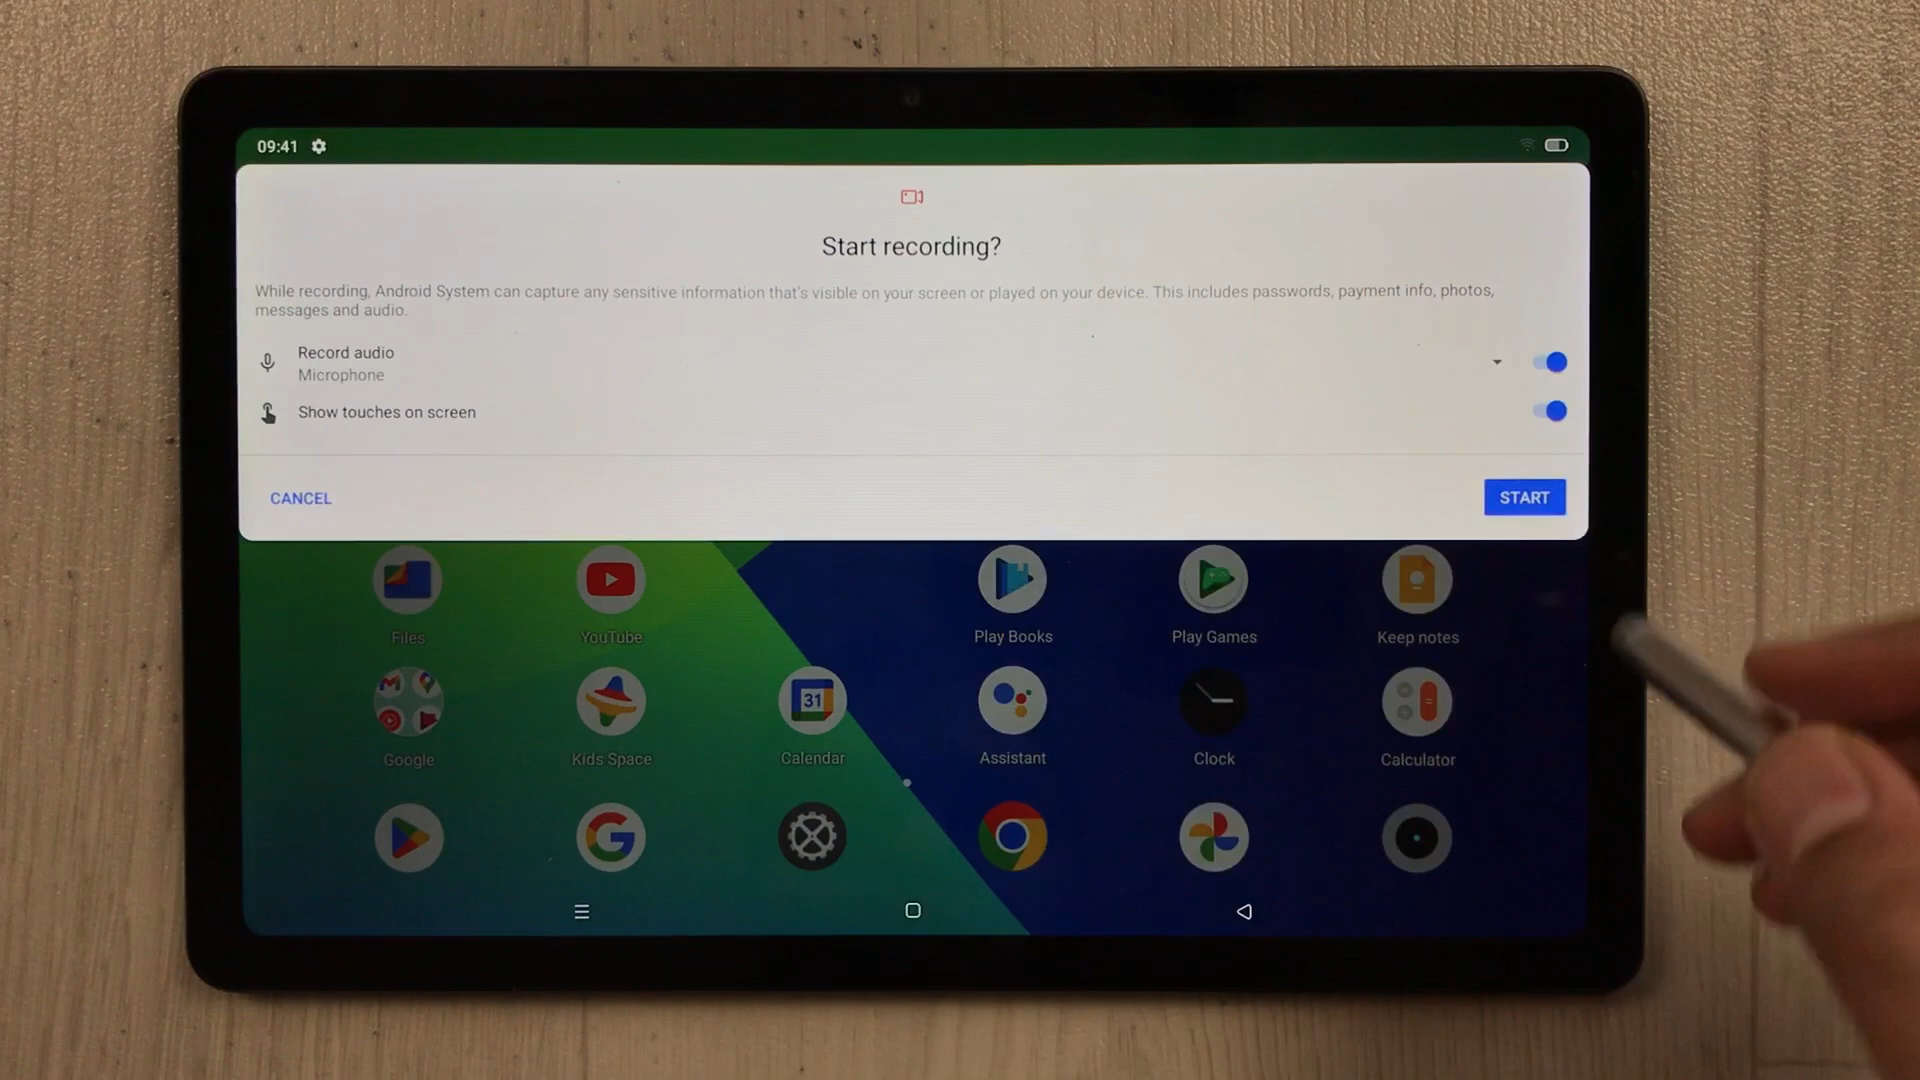 09:41
Start recording?
While recording, Android System can capture any sensitive information that's visible on your screen or played on your device. This includes passwords, payment info, photos,
messages and audio.
Record audio
Microphone
Show touches on screen
CANCEL
START
Files
YouTube
Play Books
Play Games
Keep notes
31
Google
Kids Space
Calendar
Assistant
Clock
Calculator